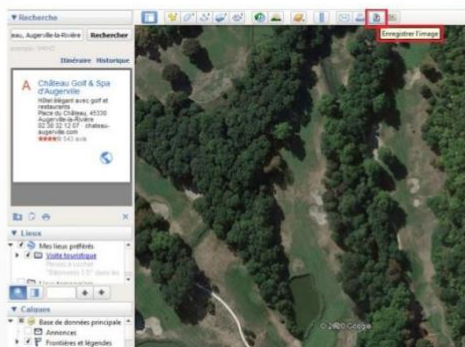 ▼ Recherche
eau, Augerville-la-Rivière Rechercher
Itinéraire Historique
A Château Golf & Spa
d'Augerville
Hôtel élégant avec golf et
restaurants
Place du Château, 45330
Augerville-la-Rivière
02 38 32 12 07 chateau-
augerville.com
543 avis
▼ Lieux
Mes lieux préférés
Visite touristique
▼ Calques
Base de données principale
Annonces
Frontières et légendes
Enregistrer l'image
© 2020 Google